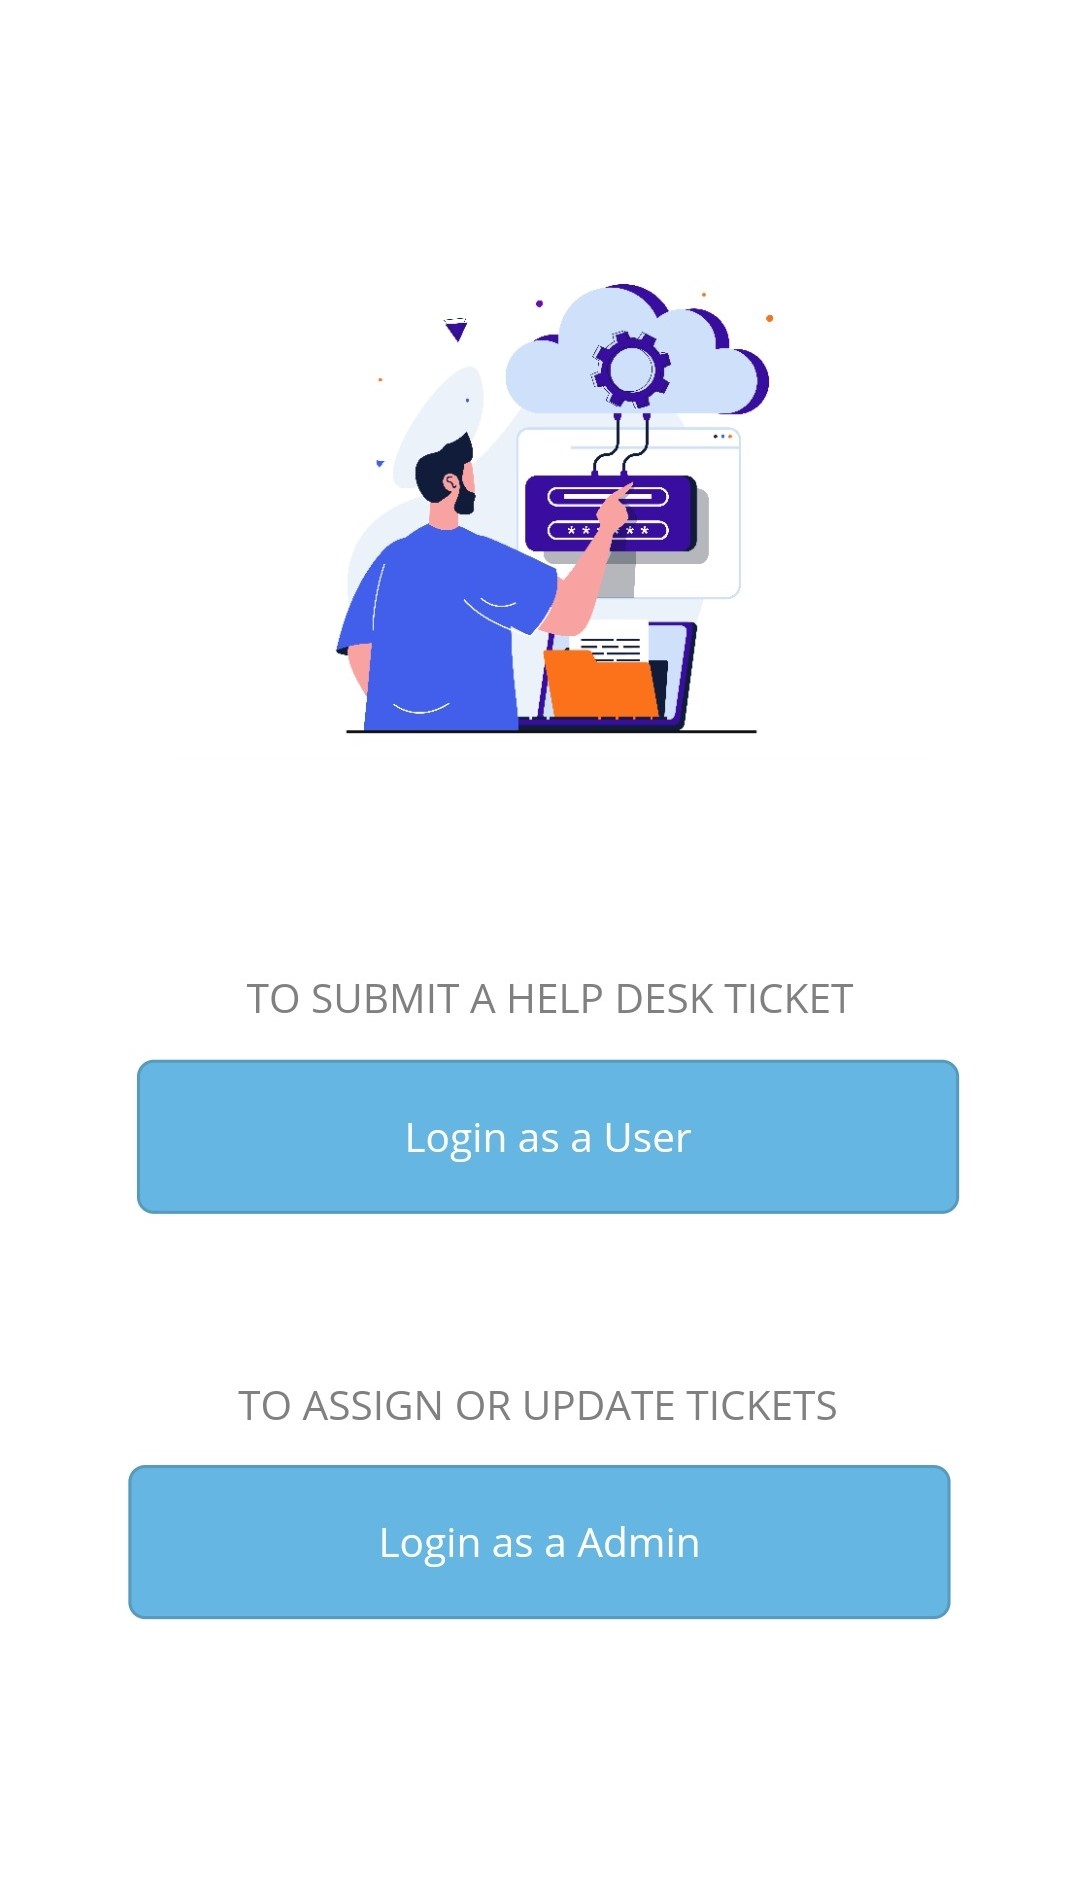 TO SUBMIT A HELP DESK TICKET
Login as a User
TO ASSIGN OR UPDATE TICKETS
Login as a Admin